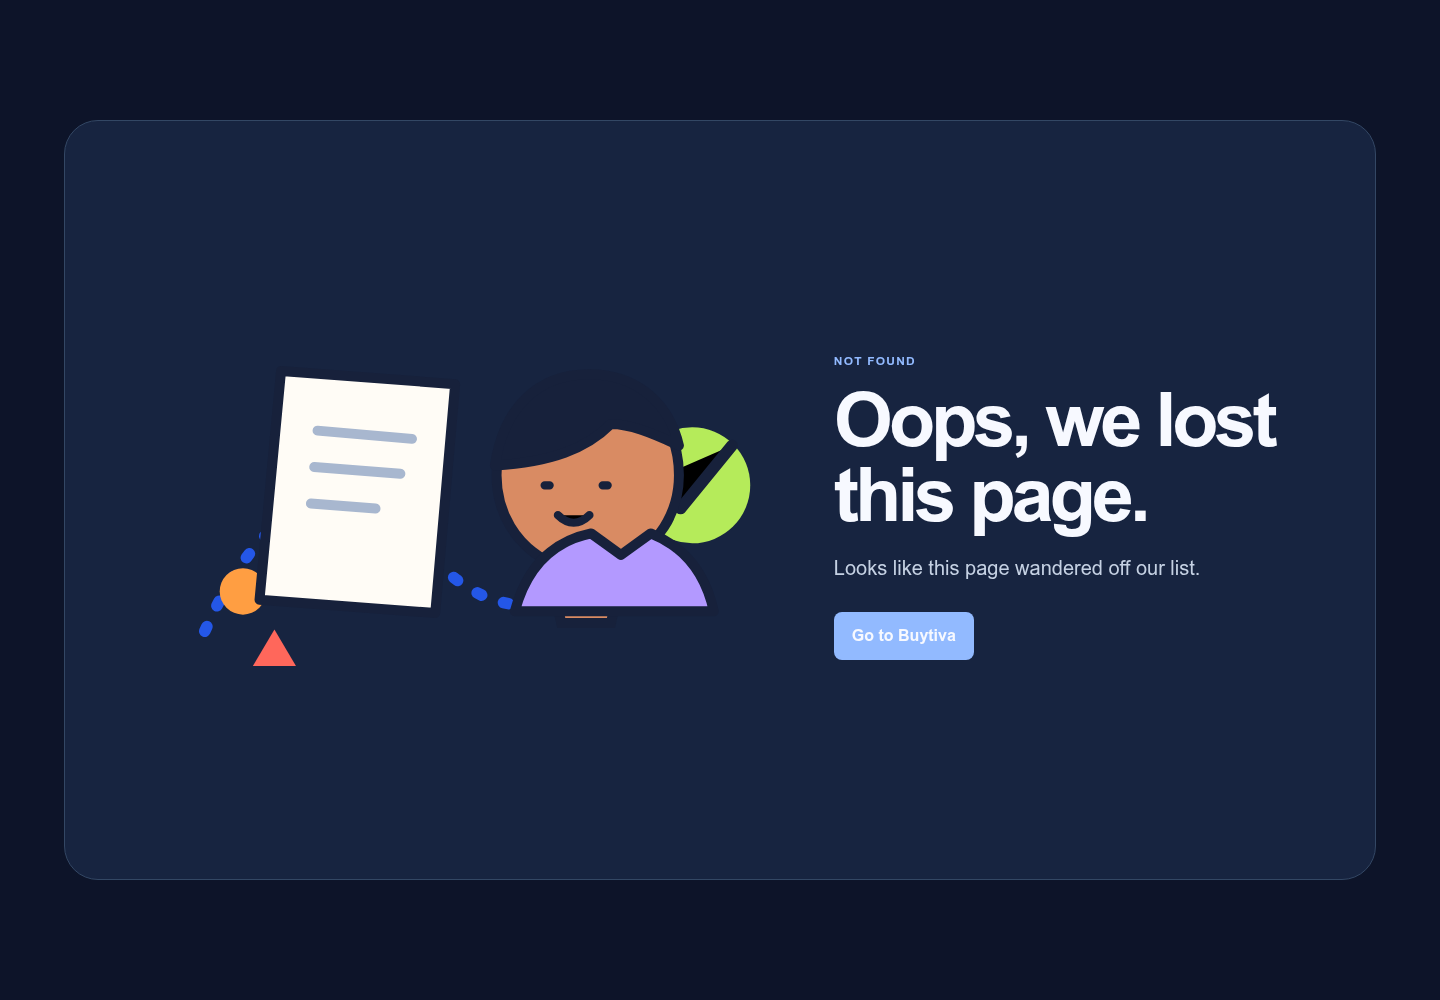 NOT FOUND
Oops, we lost
this page.
Looks like this page wandered off our list.
Go to Buytiva